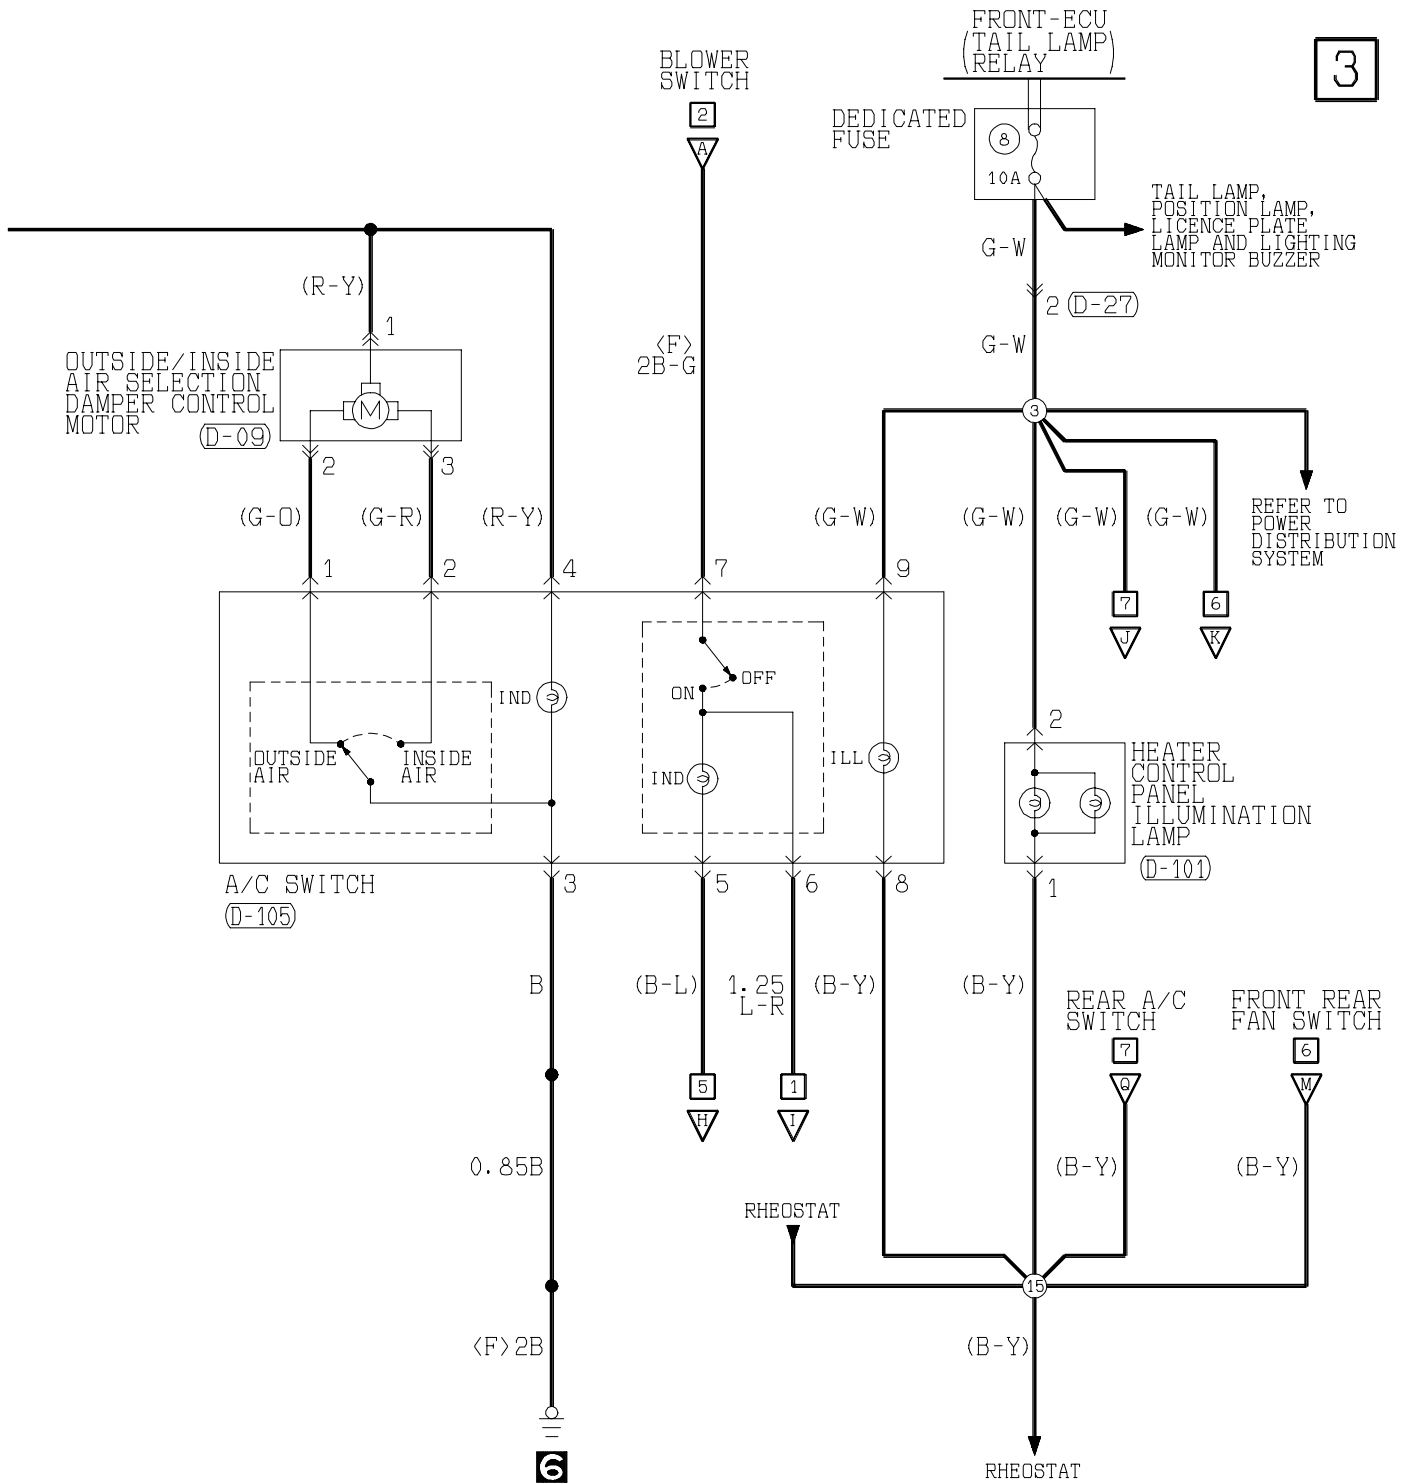 FRONT-ECU
(TAIL LAMP)
RELAY
3
BLOWER
SWITCH
2
A
DEDICATED
FUSE
8
10A
TAIL LAMP,
POSITION LAMP,
LICENCE PLATE
LAMP AND LIGHTING
MONITOR BUZZER
G-W
2 (D-27)
G-W
(R-Y)
1
OUTSIDE/INSIDE
AIR SELECTION
DAMPER CONTROL
MOTOR
(D-09)
M
2
3
<F>
2B-G
3
(G-O)
(G-R)
(R-Y)
(G-W)
(G-W)
(G-W)
(G-W)
REFER TO
POWER
DISTRIBUTION
SYSTEM
1
2
4
7
9
7
J
6
K
OFF
ON
IND
OUTSIDE
AIR
INSIDE
AIR
IND
ILL
2
HEATER
CONTROL
PANEL
ILLUMINATION
LAMP
(D-101)
A/C SWITCH
(D-105)
3
5
6
8
1
B
(B-L)
1.25
L-R
(B-Y)
(B-Y)
REAR A/C
SWITCH
FRONT REAR
FAN SWITCH
7
Q
6
M
5
H
1
I
0.85B
(B-Y)
(B-Y)
RHEOSTAT
15
<F>2B
(B-Y)
6
RHEOSTAT